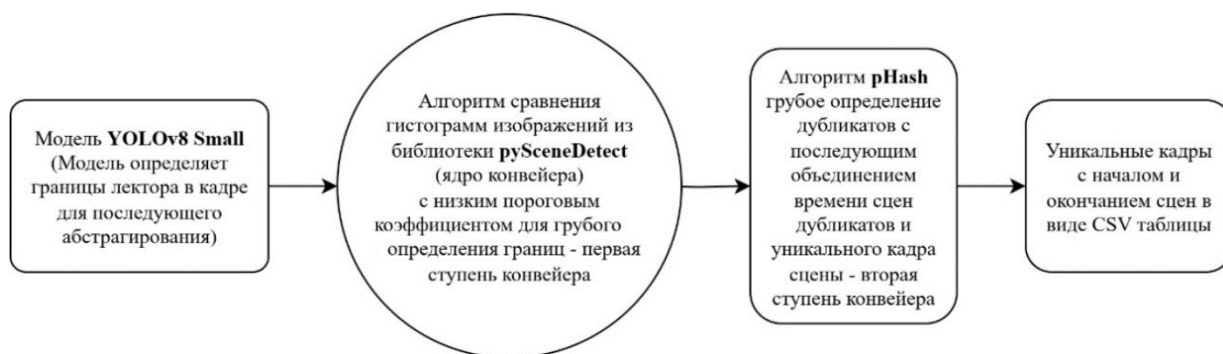 Модель YOLOv8 Small
(Модель определяет
границы лектора в кадре
для последующего
абстрагирования)
Алгоритм сравнения
гистограмм изображений из
библиотеки pySceneDetect
(ядро конвейера)
с низким пороговым
коэффициентом для грубого
определения границ - первая
ступень конвейера
Алгоритм pHash
грубое определение
дубликатов с
последующим
объединением
времени сцен
дубликатов и
уникального кадра
сцены - вторая
ступень конвейера
Уникальные кадры
с началом и
окончанием сцен в
виде CSV таблицы